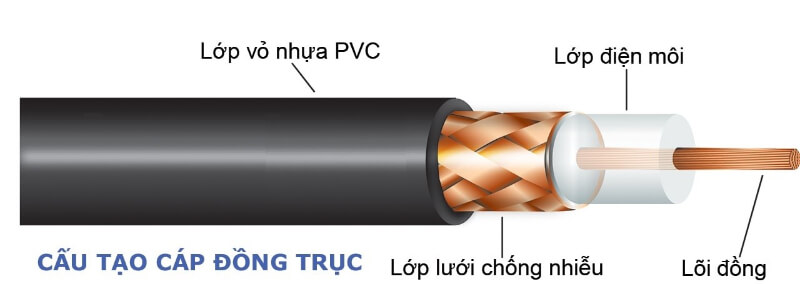 Lớp vỏ nhựa PVC
Lớp điện môi
CẤU TẠO CÁP ĐỒNG TRỤC
Lớp lưới chống nhiễu
Lõi đồng